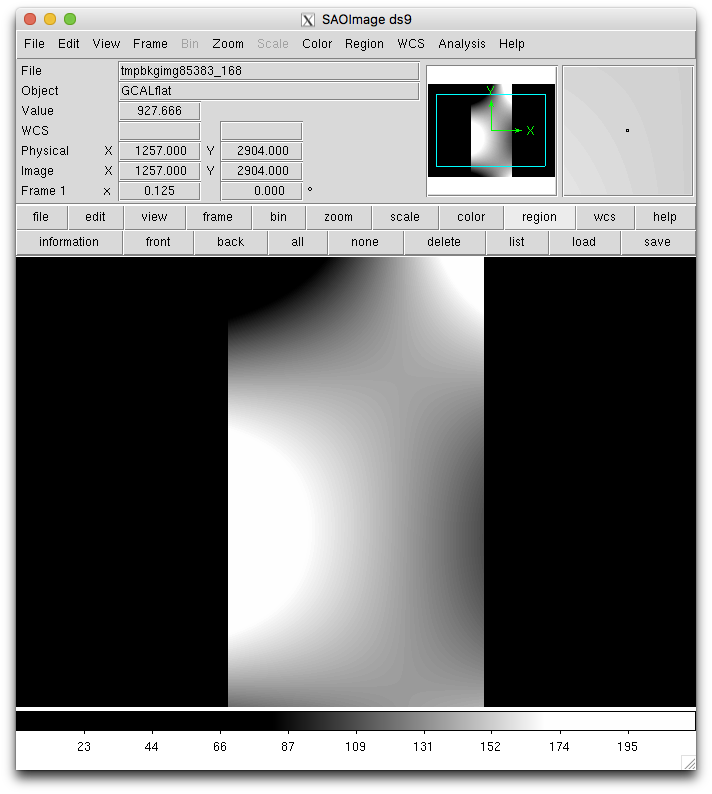 SAOImage ds9
File Edit View Frame Bin Zoom Scale Color Region WCS Analysis Help
File tmpbkgimg85383_168
Object GCALflat
Value 927.666
WCS
Physical X 1257.000 Y 2904.000
Image X 1257.000 Y 2904.000
Frame 1 x 0.125 0.000 °
Y
X
file edit view frame bin zoom scale color region wcs help
information front back all none delete list load save
23 44 66 87 109 131 152 174 195